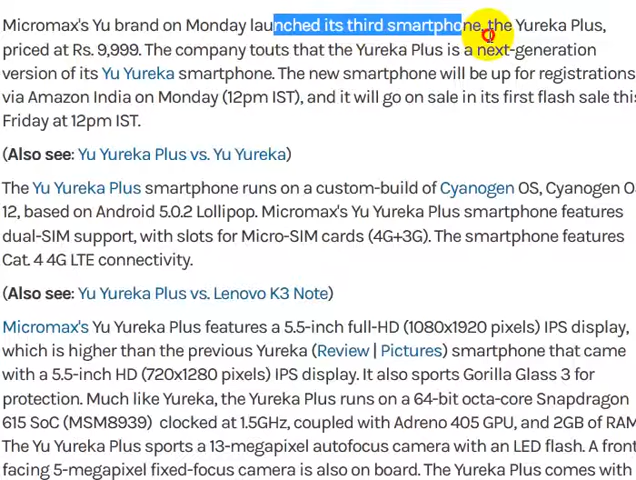 Micromax's Yu brand on Monday launched its third smartphone, the Yureka Plus,
priced at Rs. 9,999. The company touts that the Yureka Plus is a next-generation
version of its Yu Yureka smartphone. The new smartphone will be up for registrations
via Amazon India on Monday (12pm IST), and it will go on sale in its first flash sale this
Friday at 12pm IST.
(Also see: Yu Yureka Plus vs. Yu Yureka)
The Yu Yureka Plus smartphone runs on a custom-build of Cyanogen OS, Cyanogen O
12, based on Android 5.0.2 Lollipop. Micromax's Yu Yureka Plus smartphone features
dual-SIM support, with slots for Micro-SIM cards (4G+3G). The smartphone features
Cat. 4 4G LTE connectivity.
(Also see: Yu Yureka Plus vs. Lenovo K3 Note)
Micromax's Yu Yureka Plus features a 5.5-inch full-HD (1080x1920 pixels) IPS display,
which is higher than the previous Yureka (Review | Pictures) smartphone that came
with a 5.5-inch HD (720x1280 pixels) IPS display. It also sports Gorilla Glass 3 for
protection. Much like Yureka, the Yureka Plus runs on a 64-bit octa-core Snapdragon
615 SoC (MSM8939) clocked at 1.5GHz, coupled with Adreno 405 GPU, and 2GB of RAM
The Yu Yureka Plus sports a 13-megapixel autofocus camera with an LED flash. A front
facing 5-megapixel fixed-focus camera is also on board. The Yureka Plus comes with